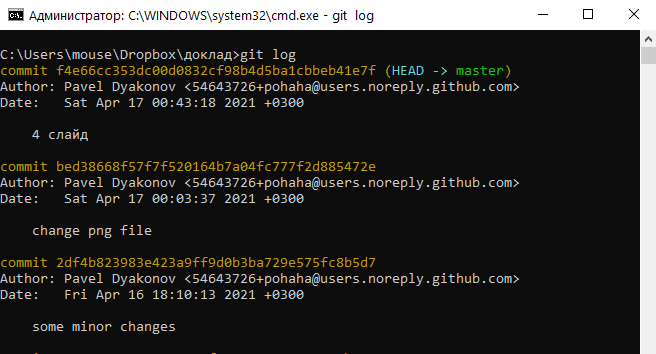 Администратор: C:\WINDOWS\system32\cmd.exe - git  log
C:\Users\mouse\Dropbox\доклад>git log
commit f4e66cc353dc00d0832cf98b4d5ba1cbbeb41e7f (HEAD -> master)
Author: Pavel Dyakonov <54643726+pohaha@users.noreply.github.com>
Date:   Sat Apr 17 00:43:18 2021 +0300
4 слайд
commit bed38668f57f7f520164b7a04fc777f2d885472e
Author: Pavel Dyakonov <54643726+pohaha@users.noreply.github.com>
Date:   Sat Apr 17 00:03:37 2021 +0300
change png file
commit 2df4b823983e423a9ff9d0b3ba729e575fc8b5d7
Author: Pavel Dyakonov <54643726+pohaha@users.noreply.github.com>
Date:   Fri Apr 16 18:10:13 2021 +0300
some minor changes